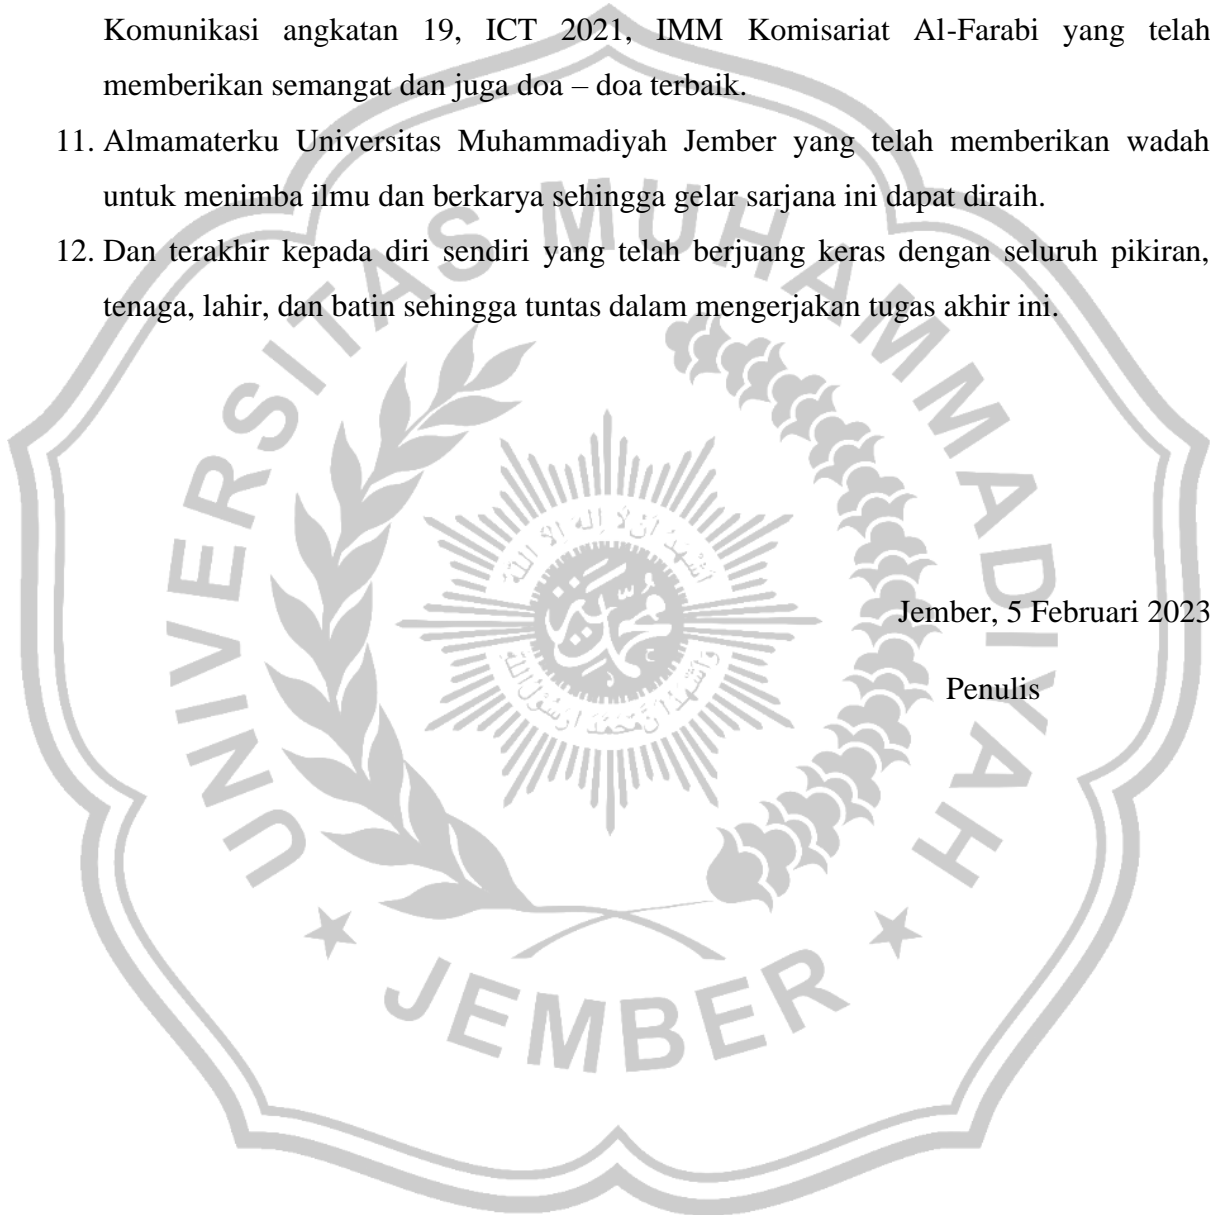 Komunikasi angkatan 19, ICT 2021, IMM Komisariat Al-Farabi yang telah
memberikan semangat dan juga doa – doa terbaik.
11. Almamaterku Universitas Muhammadiyah Jember yang telah memberikan wadah
untuk menimba ilmu dan berkarya sehingga gelar sarjana ini dapat diraih.
12. Dan terakhir kepada diri sendiri yang telah berjuang keras dengan seluruh pikiran,
tenaga, lahir, dan batin sehingga tuntas dalam mengerjakan tugas akhir ini.
Jember, 5 Februari 2023
Penulis
UNIVERSITAS MUHAMMADIYAH
JEMBER